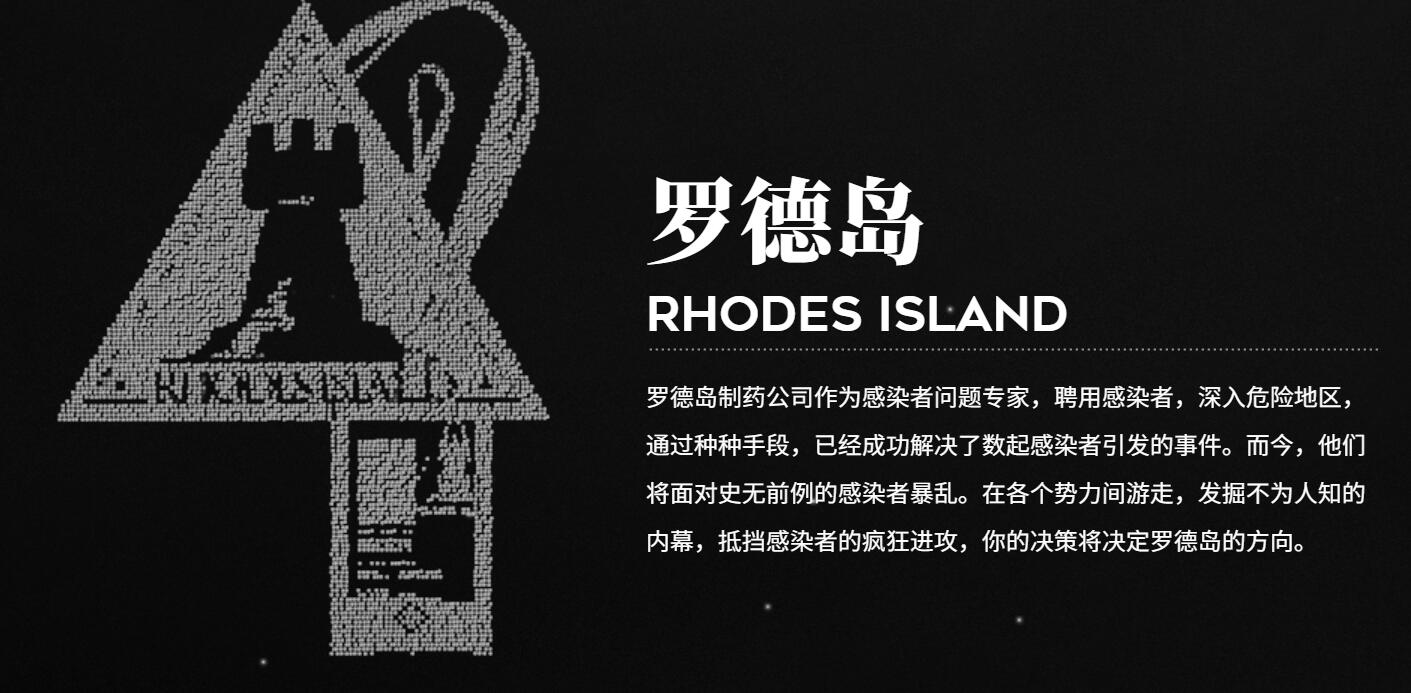 罗德岛
RHODES ISLAND
罗德岛制药公司作为感染者问题专家，聘用感染者，深入危险地区，
通过种种手段，已经成功解决了数起感染者引发的事件。而今，他们
将面对史无前例的感染者暴乱。在各个势力间游走，发掘不为人知的
内幕，抵挡感染者的疯狂进攻，你的决策将决定罗德岛的方向。